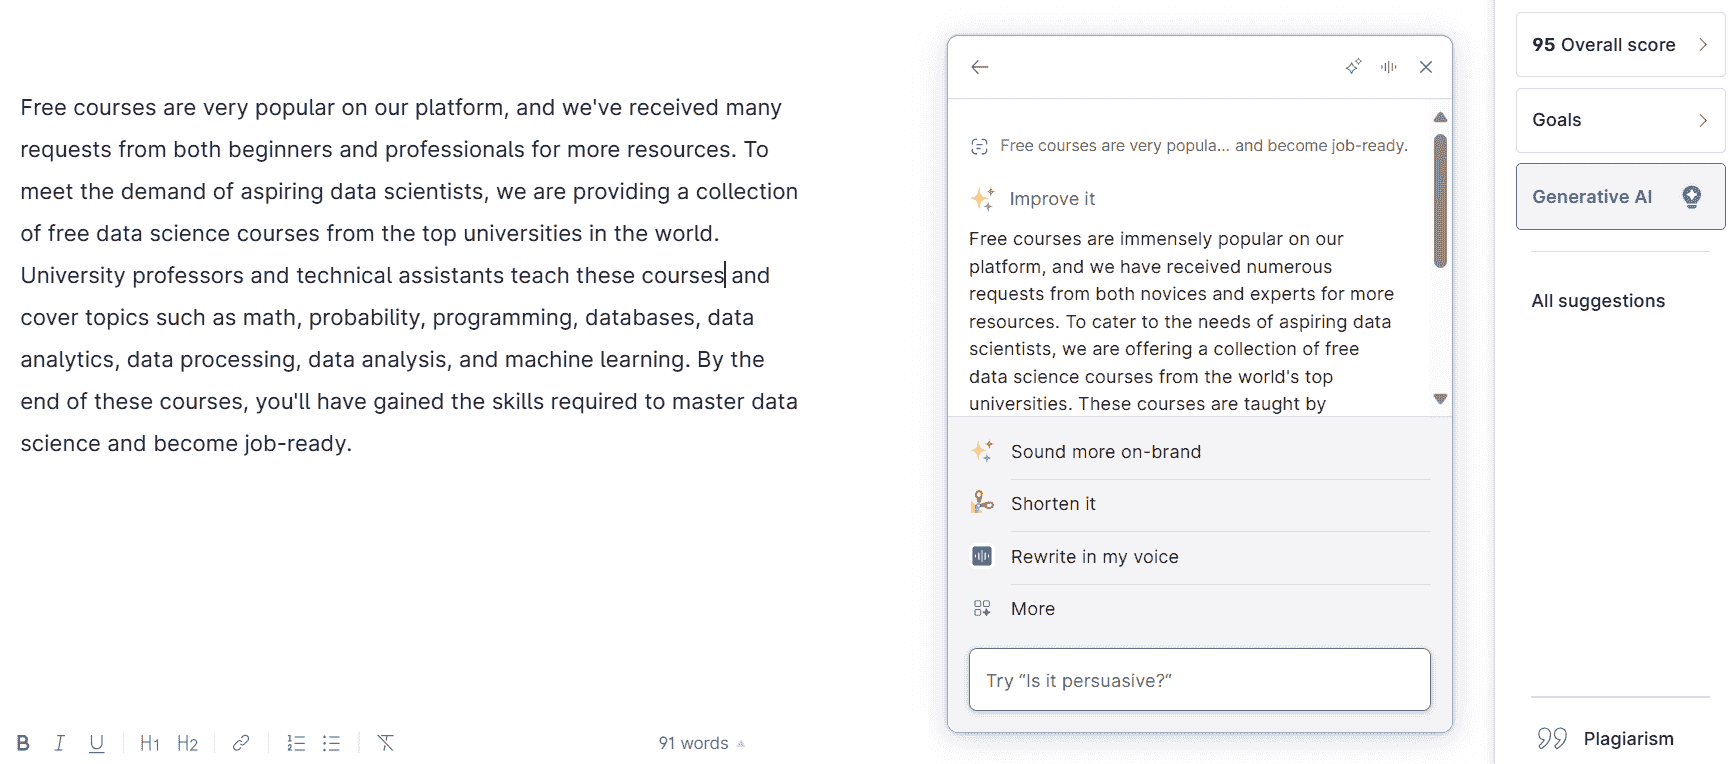 Free courses are very popular on our platform, and we've received many
requests from both beginners and professionals for more resources. To
meet the demand of aspiring data scientists, we are providing a collection
of free data science courses from the top universities in the world.
University professors and technical assistants teach these courses and
cover topics such as math, probability, programming, databases, data
analytics, data processing, data analysis, and machine learning. By the
end of these courses, you'll have gained the skills required to master data
science and become job-ready.
B I U H1 H2
91 words
Free courses are very popula... and become job-ready.
Improve it
Free courses are immensely popular on our
platform, and we have received numerous
requests from both novices and experts for more
resources. To cater to the needs of aspiring data
scientists, we are offering a collection of free
data science courses from the world's top
universities. These courses are taught by
Sound more on-brand
Shorten it
Rewrite in my voice
More
Try “Is it persuasive?“
95 Overall score
Goals
Generative AI
All suggestions
Plagiarism